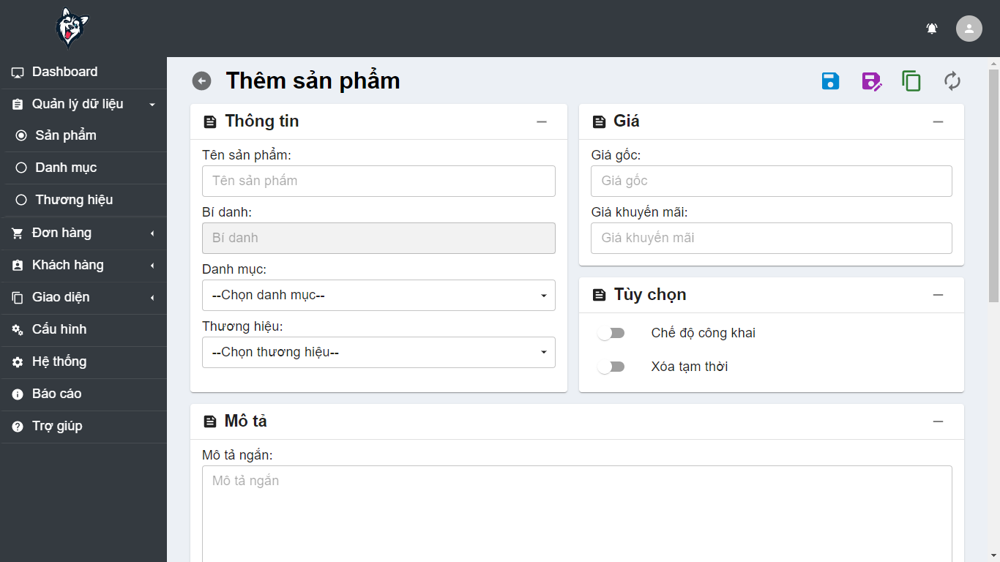 Dashboard
Quản lý dữ liệu
Sản phẩm
Danh mục
Thương hiệu
Đơn hàng
Khách hàng
Giao diện
Cấu hình
Hệ thống
Báo cáo
Trợ giúp
Thêm sản phẩm
Thông tin
Tên sản phẩm:
Tên sản phẩm
Bí danh:
Bí danh
Danh mục:
--Chọn danh mục--
Thương hiệu:
--Chọn thương hiệu--
Giá
Giá gốc:
Giá gốc
Giá khuyến mãi:
Giá khuyến mãi
Tùy chọn
Chế độ công khai
Xóa tạm thời
Mô tả
Mô tả ngắn:
Mô tả ngắn